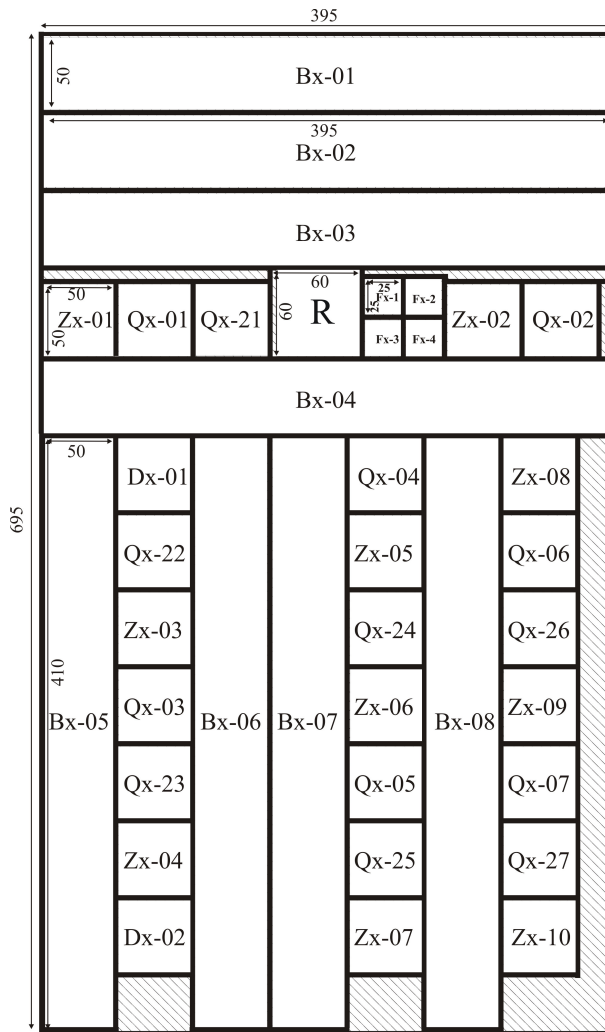 395
50
Bx-01
395
Bx-02
Bx-03
50
60
25
Fx-1
Fx-2
25
Zx-01
Qx-01
Qx-21
60
R
Zx-02
Qx-02
50
Fx-3
Fx-4
Bx-04
50
Dx-01
Qx-04
Zx-08
695
Qx-22
Zx-05
Qx-06
Zx-03
Qx-24
Qx-26
410
Bx-05
Qx-03
Bx-06
Bx-07
Zx-06
Bx-08
Zx-09
Qx-23
Qx-05
Qx-07
Zx-04
Qx-25
Qx-27
Dx-02
Zx-07
Zx-10